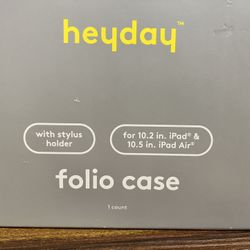 heyday™
with stylus
holder
for 10.2 in. iPad® &
10.5 in. iPad Air®
folio case
1 count